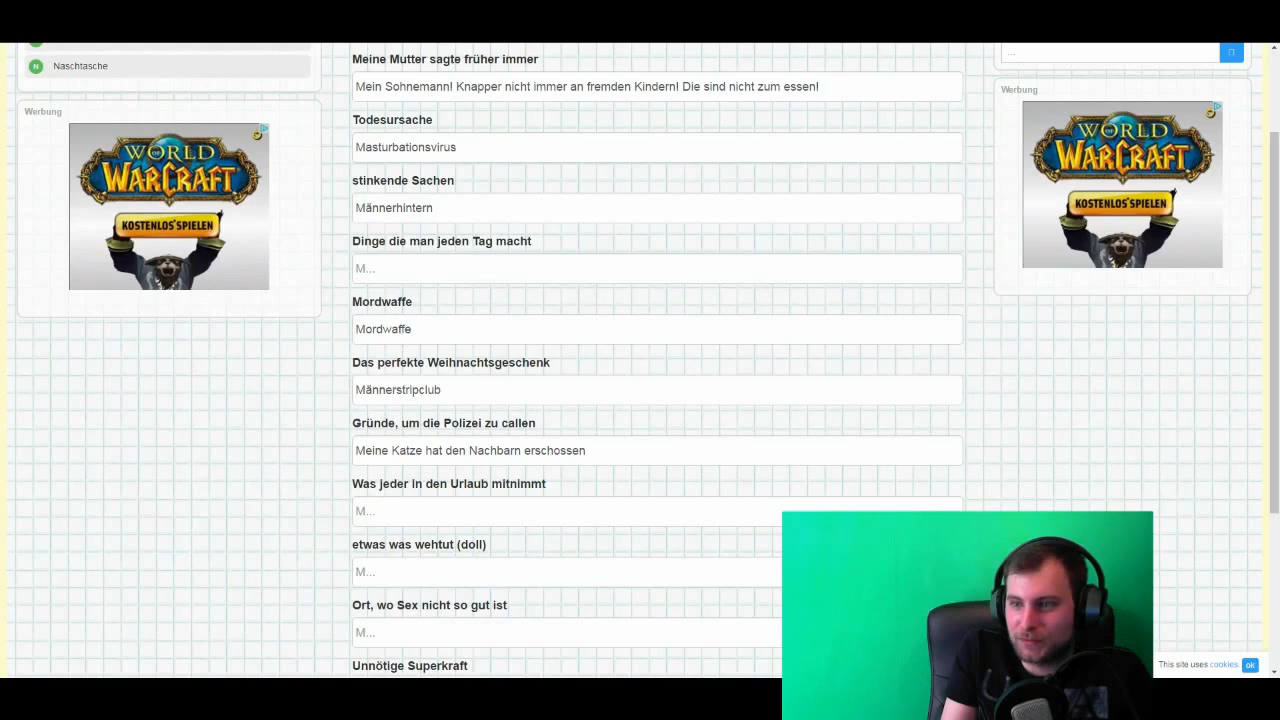 Naschtasche
Werbung
WORLD
OF
WARCRAFT
KOSTENLOS SPIELEN
Meine Mutter sagte früher immer
Mein Sohnemann! Knapper nicht immer an fremden Kindern! Die sind nicht zum essen!
Todesursache
Masturbationsvirus
stinkende Sachen
Männerhintern
Dinge die man jeden Tag macht
M...
Mordwaffe
Mordwaffe
Das perfekte Weihnachtsgeschenk
Männerstripclub
Gründe, um die Polizei zu callen
Meine Katze hat den Nachbarn erschossen
Was jeder in den Urlaub mitnimmt
M...
etwas was wehtut (doll)
M...
Ort, wo Sex nicht so gut ist
M...
Unnötige Superkraft
...
Werbung
WORLD
OF
WARCRAFT
KOSTENLOS SPIELEN
This site uses cookies. ok